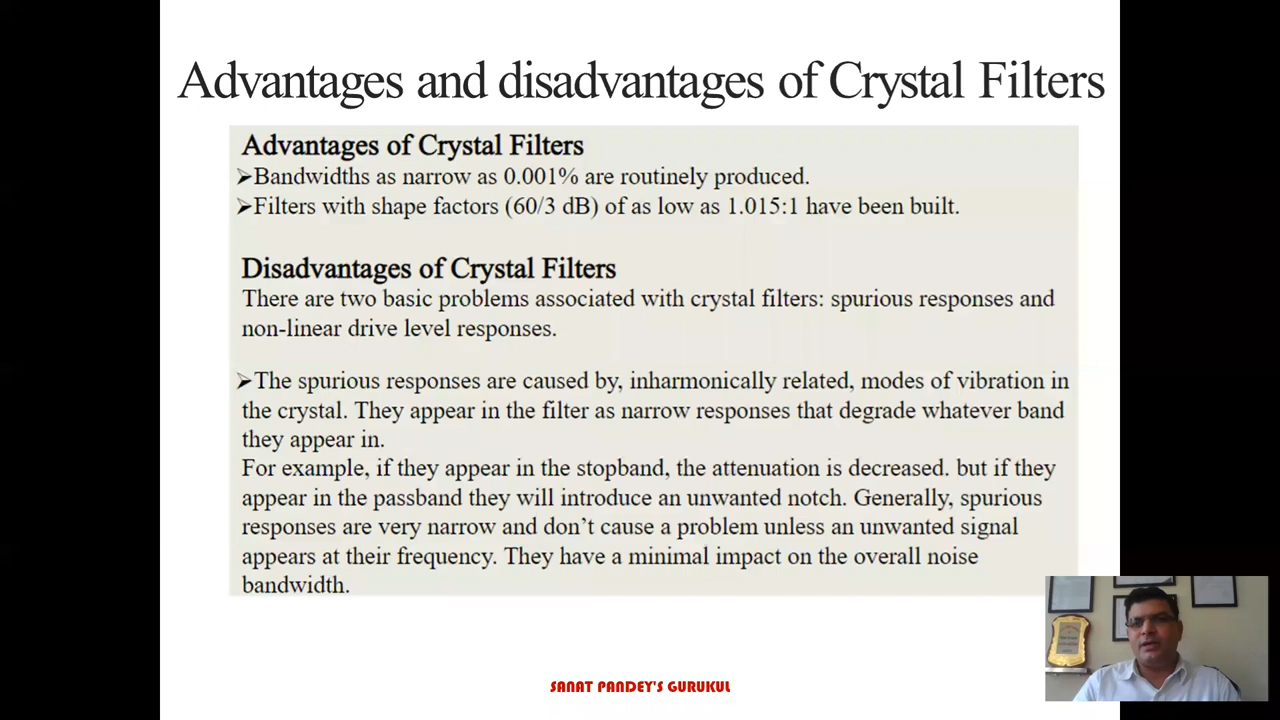 Advantages and disadvantages of Crystal Filters
Advantages of Crystal Filters
➢Bandwidths as narrow as 0.001% are routinely produced.
➢Filters with shape factors (60/3 dB) of as low as 1.015:1 have been built.
Disadvantages of Crystal Filters
There are two basic problems associated with crystal filters: spurious responses and
non-linear drive level responses.
➢The spurious responses are caused by, inharmonically related, modes of vibration in
the crystal. They appear in the filter as narrow responses that degrade whatever band
they appear in.
For example, if they appear in the stopband, the attenuation is decreased. but if they
appear in the passband they will introduce an unwanted notch. Generally, spurious
responses are very narrow and don't cause a problem unless an unwanted signal
appears at their frequency. They have a minimal impact on the overall noise
bandwidth.
SANAT PANDEY'S GURUKUL